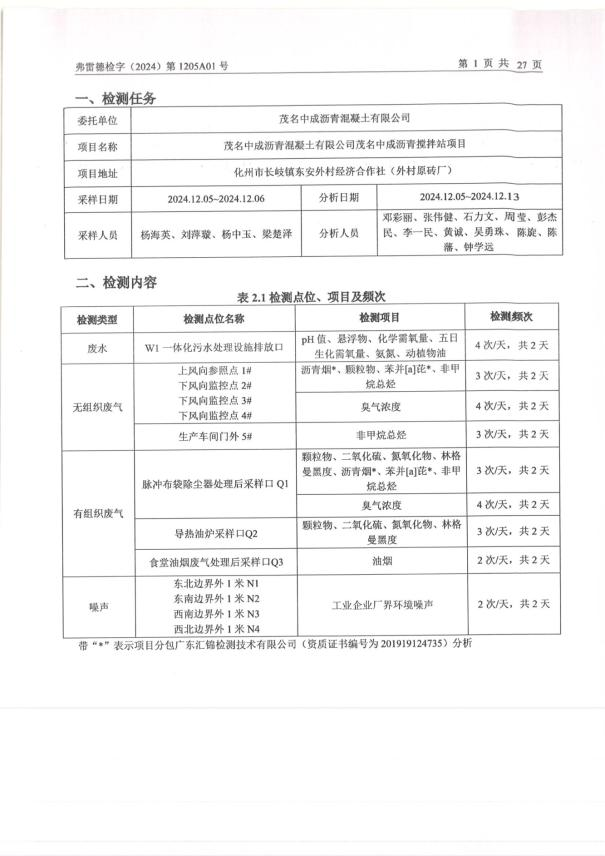 弗雷德检字（2024）第 1205A01 号
第 1 页 共 27 页
一、检测任务
委托单位 茂名中成沥青混凝土有限公司
项目名称 茂名中成沥青混凝土有限公司茂名中成沥青搅拌站项目
项目地址 化州市长岐镇东安外村经济合作社（外村原砖厂）
采样日期 2024.12.05~2024.12.06 分析日期 2024.12.05~2024.12.13
采样人员 杨海英、刘萍璇、杨中玉、梁楚泽 分析人员
邓彩丽、张伟健、石力文、周莹、彭杰
民、李一民、黄诚、吴勇珠、陈旋、陈
藩、钟学远
二、检测内容
表 2.1 检测点位、项目及频次
检测类型 检测点位名称 检测项目 检测频次
废水 W1 一体化污水处理设施排放口
pH 值、悬浮物、化学需氧量、五日
生化需氧量、氨氮、动植物油
4 次/天，共 2 天
无组织废气
上风向参照点 1#
下风向监控点 2#
下风向监控点 3#
下风向监控点 4#
沥青烟*、颗粒物、苯并[a]芘*、非甲
烷总烃
3 次/天，共 2 天
臭气浓度 4 次/天，共 2 天
生产车间门外 5# 非甲烷总烃 3 次/天，共 2 天
有组织废气
脉冲布袋除尘器处理后采样口 Q1
颗粒物、二氧化硫、氮氧化物、林格
曼黑度、沥青烟*、苯并[a]芘*、非甲
烷总烃
3 次/天，共 2 天
臭气浓度 4 次/天，共 2 天
导热油炉采样口Q2
颗粒物、二氧化硫、氮氧化物、林格
曼黑度
3 次/天，共 2 天
食堂油烟废气处理后采样口Q3 油烟 2 次/天，共 2 天
噪声
东北边界外 1 米 N1
东南边界外 1 米 N2
西南边界外 1 米 N3
西北边界外 1 米 N4
工业企业厂界环境噪声 2 次/天，共 2 天
带“*”表示项目分包广东汇锦检测技术有限公司（资质证书编号为 201919124735）分析